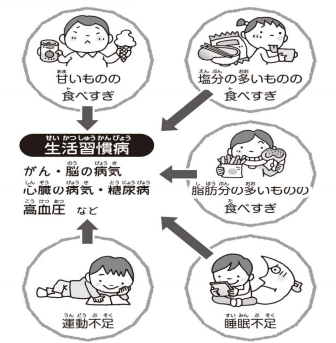 甘いものの
食べすぎ
塩分の多いものの
食べすぎ
生活習慣病
がん・脳の病気
心臓の病気・糖尿病
高血圧 など
脂肪分の多いものの
食べすぎ
運動不足
睡眠不足